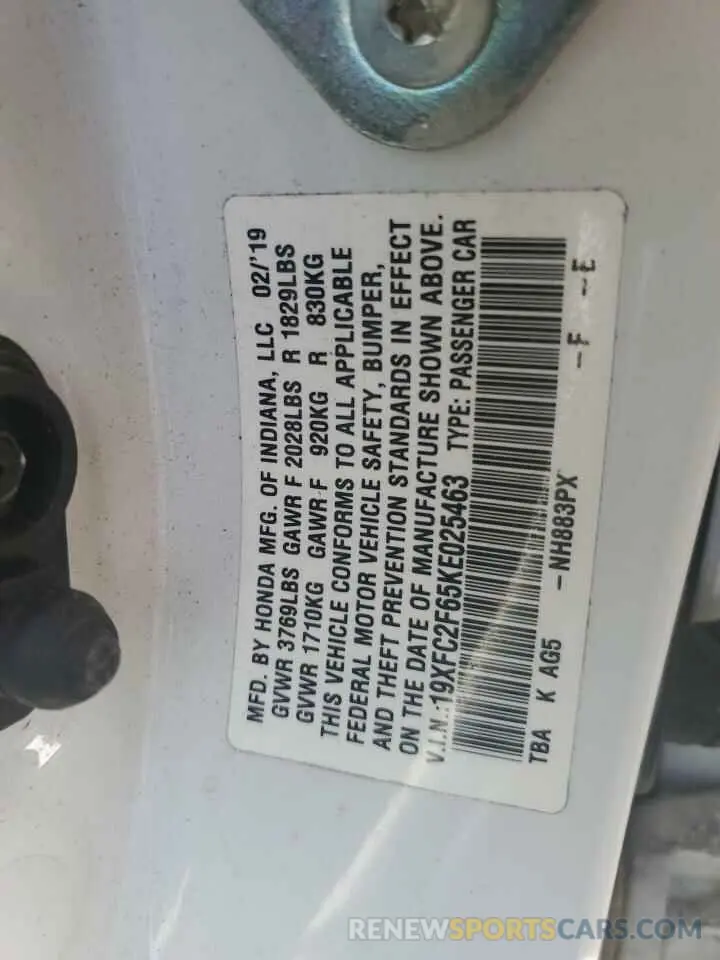 MFD. BY HONDA MFG. OF INDIANA, LLC 02/'19
GVWR 3769LBS GAWR F 2028LBS R 1829LBS
GVWR 1710KG GAWR F 920KG R 830KG
THIS VEHICLE CONFORMS TO ALL APPLICABLE
FEDERAL MOTOR VEHICLE SAFETY, BUMPER,
AND THEFT PREVENTION STANDARDS IN EFFECT
ON THE DATE OF MANUFACTURE SHOWN ABOVE.
V.I.N.:19XFC2F65KE025463 TYPE: PASSENGER CAR
TBA K AG5 -NH883PX -F -E
RENEWSPORTSCARS.COM/PX